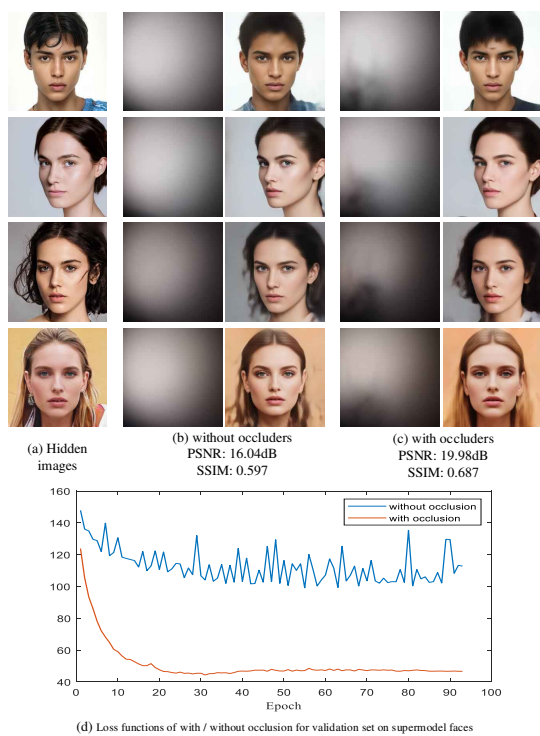 (a) Hidden
images
(b) without occluders
PSNR: 16.04dB
SSIM: 0.597
(c) with occluders
PSNR: 19.98dB
SSIM: 0.687
160
140
120
100
80
60
40
without occlusion
with occlusion
0 10 20 30 40 50 60 70 80 90 100
Epoch
(d) Loss functions of with / without occlusion for validation set on supermodel faces